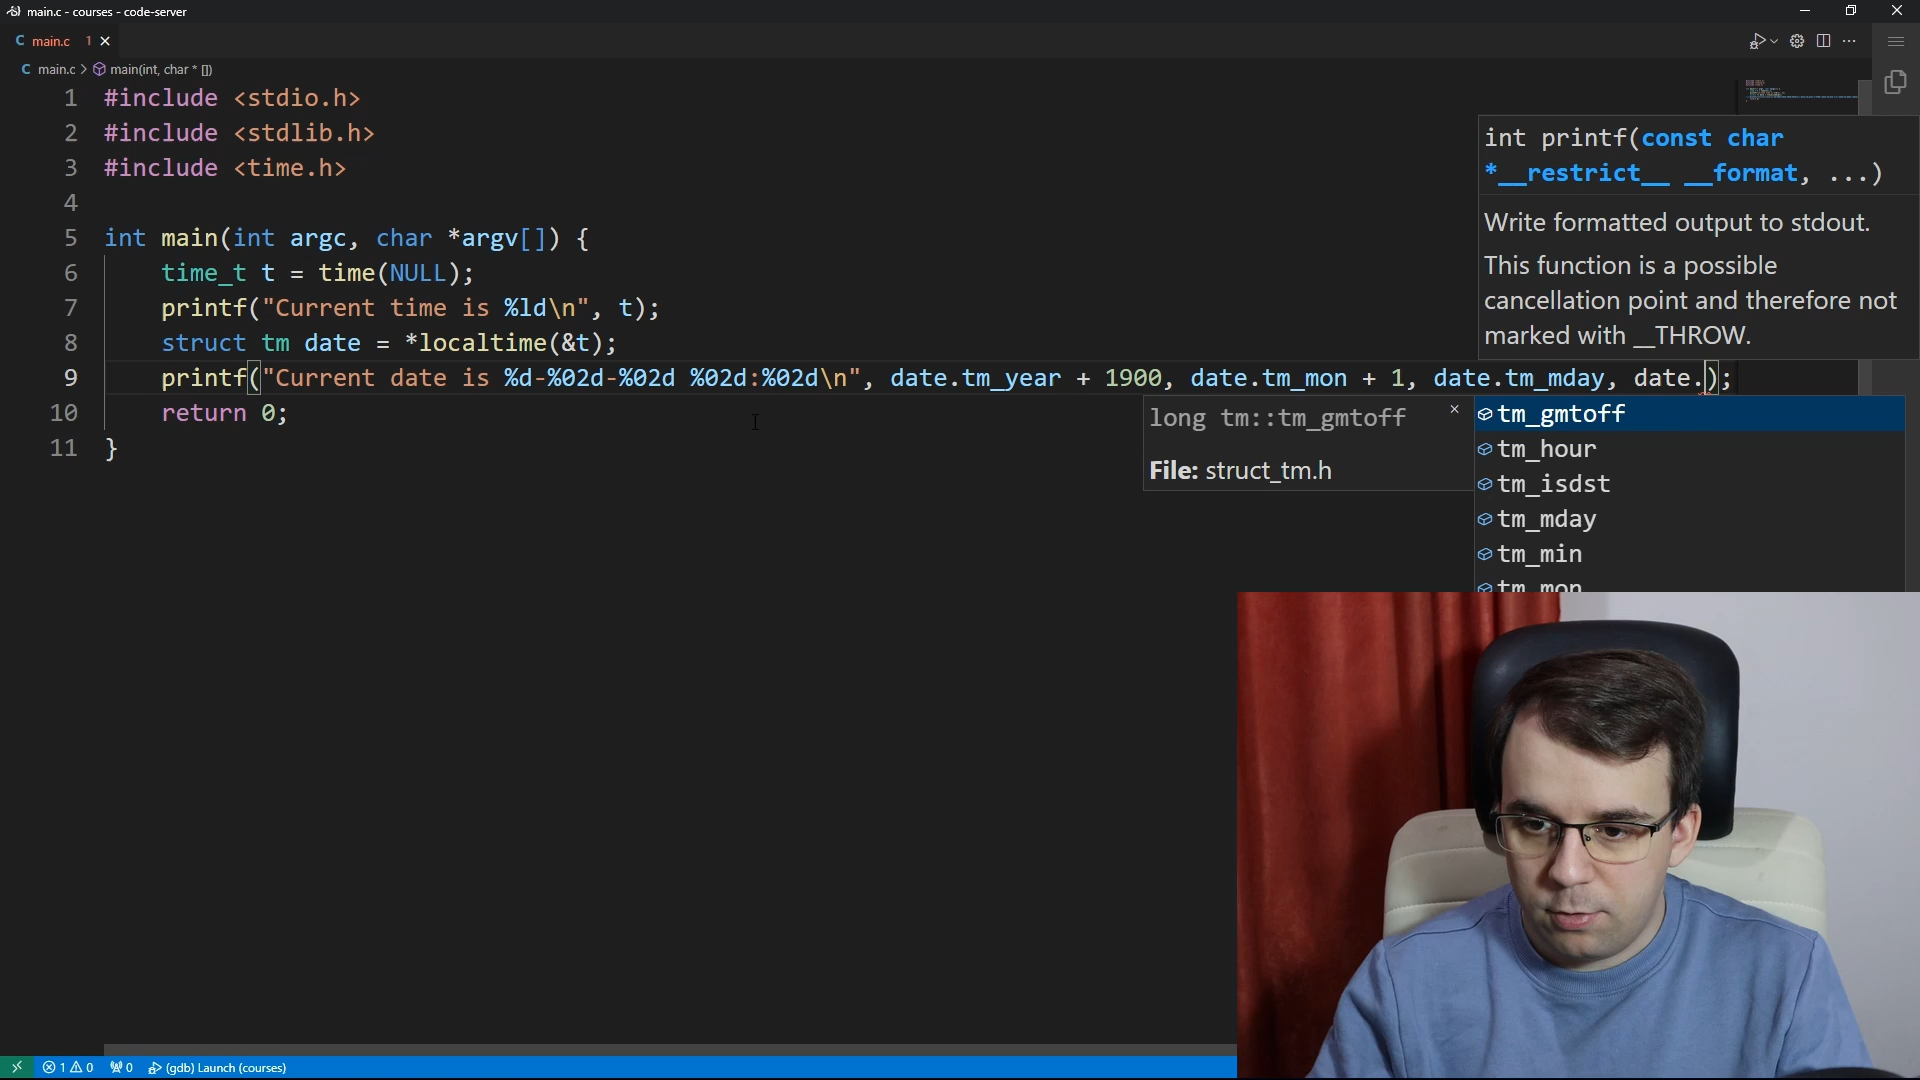 main.c - courses - code-server
main.c 1
main.c > main(int, char * [])
1 #include <stdio.h>
2 #include <stdlib.h>
3 #include <time.h>
4
5 int main(int argc, char *argv[]) {
6 time_t t = time(NULL);
7 printf("Current time is %ld\n", t);
8 struct tm date = *localtime(&t);
9 printf("Current date is %d-%02d-%02d %02d:%02d\n", date.tm_year + 1900, date.tm_mon + 1, date.tm_mday, date.);
10 return 0;
11 }
int printf(const char
*__restrict__ __format, ...)
Write formatted output to stdout.
This function is a possible
cancellation point and therefore not
marked with __THROW.
long tm::tm_gmtoff
File: struct_tm.h
tm_gmtoff
tm_hour
tm_isdst
tm_mday
tm_min
tm_mon
1 0 0 (gdb) Launch (courses)